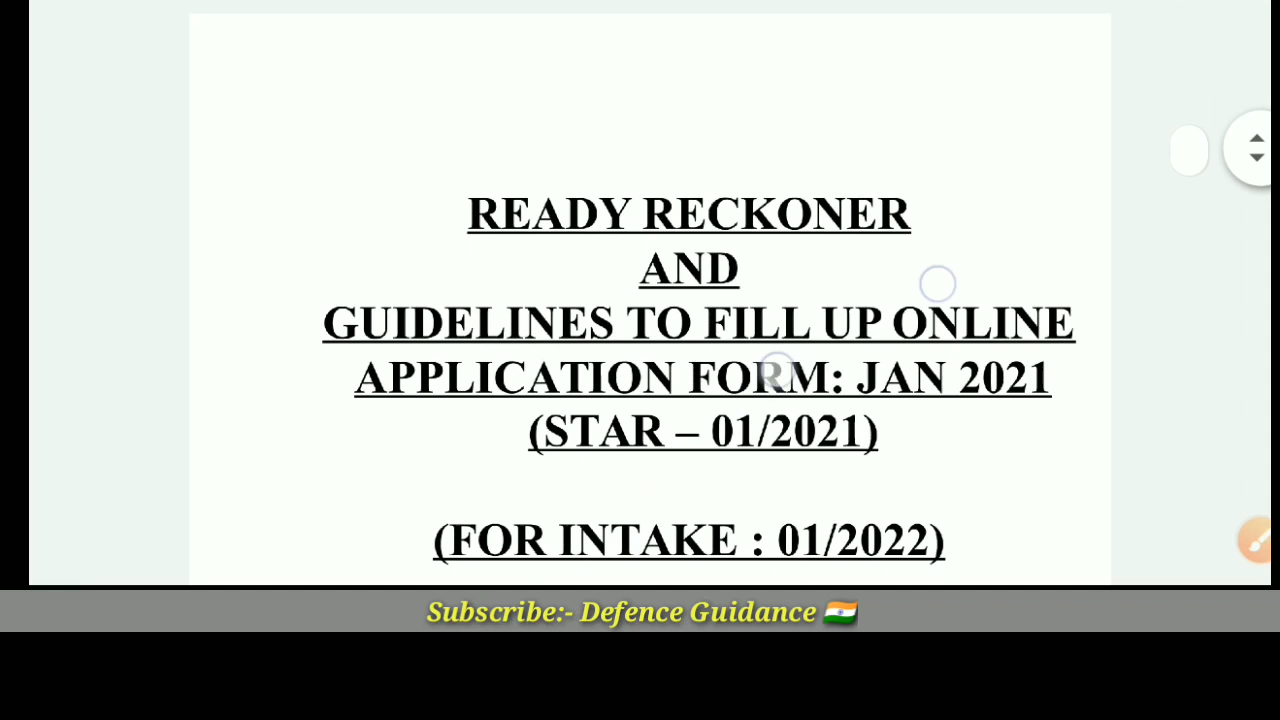 READY RECKONER
AND
GUIDELINES TO FILL UP ONLINE
APPLICATION FORM: JAN 2021
(STAR – 01/2021)
(FOR INTAKE : 01/2022)
Subscribe:- Defence Guidance 🇮🇳